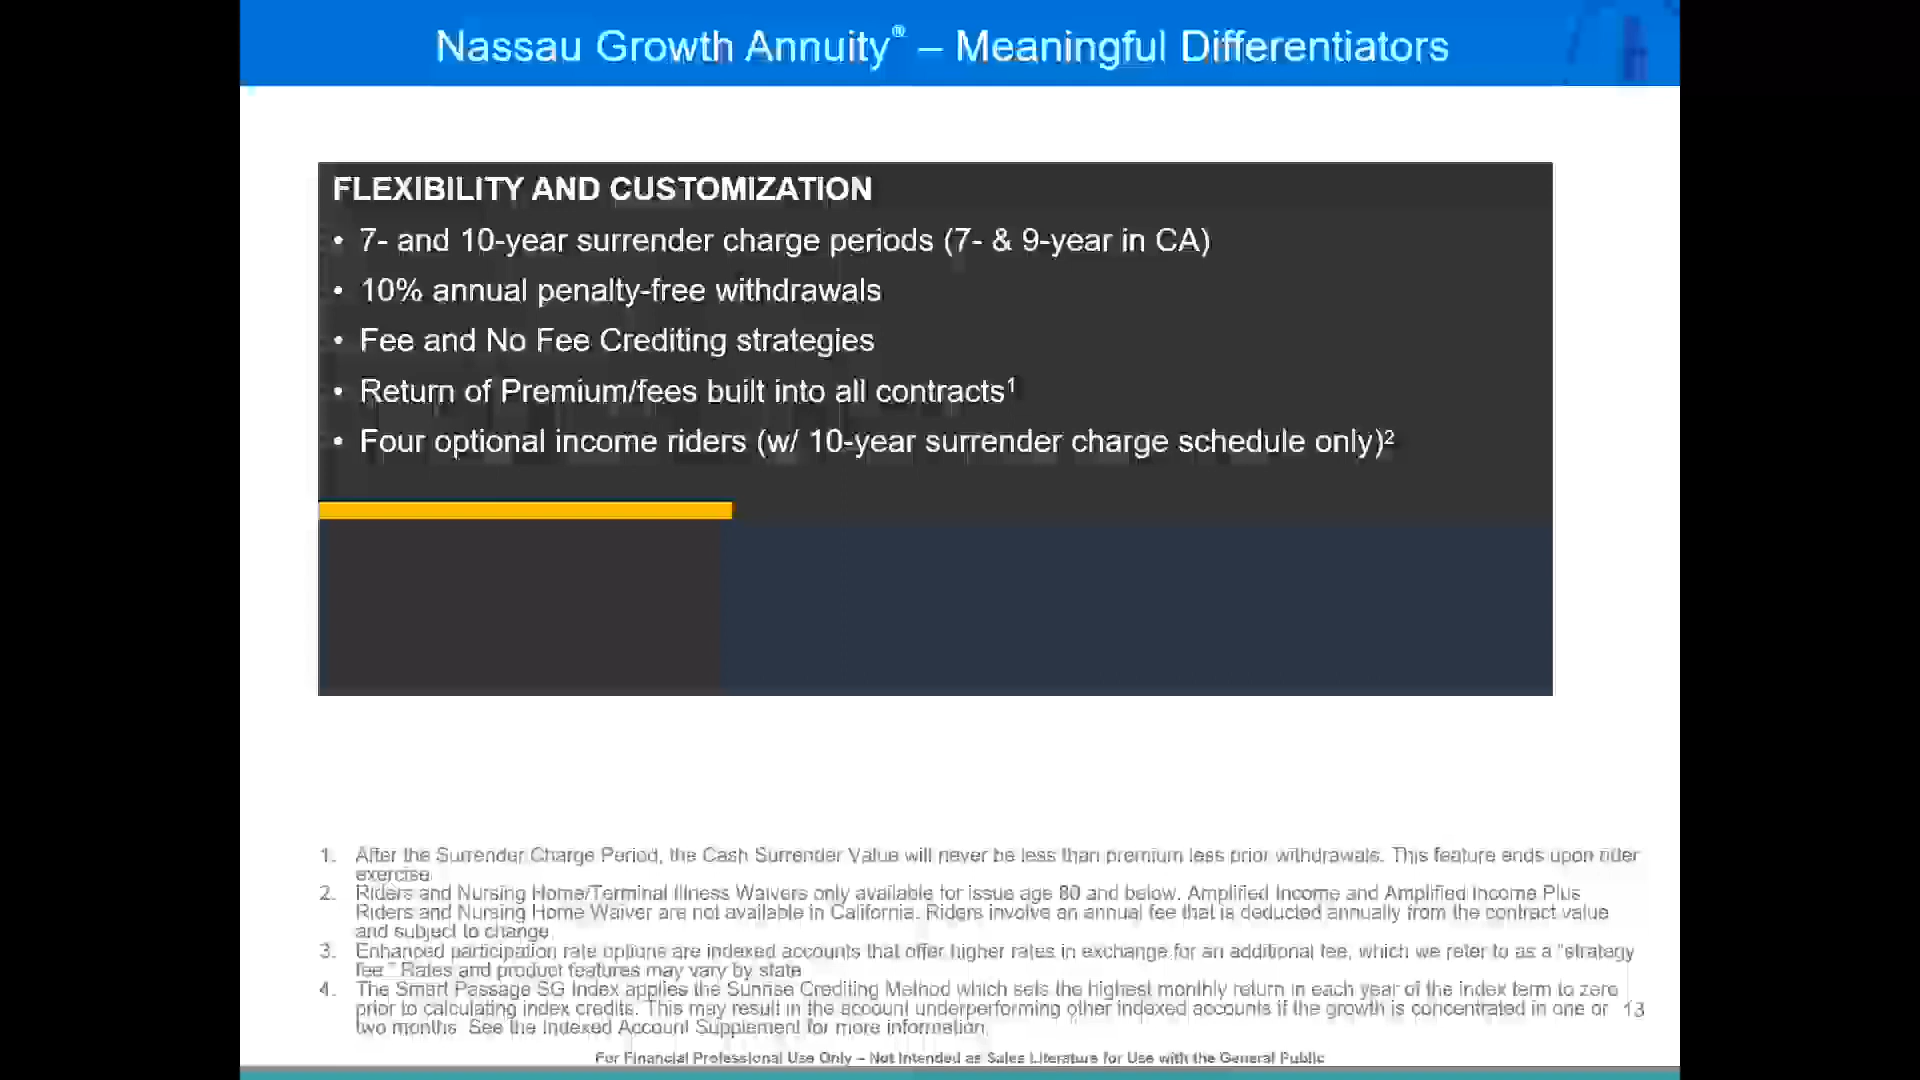 Nassau Growth Annuity® – Meaningful Differentiators
FLEXIBILITY AND CUSTOMIZATION
• 7- and 10-year surrender charge periods (7- & 9-year in CA)
• 10% annual penalty-free withdrawals
• Fee and No Fee Crediting strategies
• Return of Premium/fees built into all contracts¹
• Four optional income riders (w/ 10-year surrender charge schedule only)²
1. After the Surrender Charge Period, the Cash Surrender Value will never be less than premium less prior withdrawals. This feature ends upon rider
exercise.
2. Riders and Nursing Home/Terminal Illness Waivers only available for issue age 80 and below. Amplified Income and Amplified Income Plus
Riders and Nursing Home Waiver are not available in California. Riders involve an annual fee that is deducted annually from the contract value
and subject to change.
3. Enhanced participation rate options are indexed accounts that offer higher rates in exchange for an additional fee, which we refer to as a "strategy
fee." Rates and product features may vary by state
4. The Smart Passage SG Index applies the Sunrise Crediting Method which sets the highest monthly return in each year of the index term to zero
prior to calculating index credits. This may result in the account underperforming other indexed accounts if the growth is concentrated in one or
two months. See the Indexed Account Supplement for more information.
13
For Financial Professional Use Only – Not Intended as Sales Literature for Use with the General Public